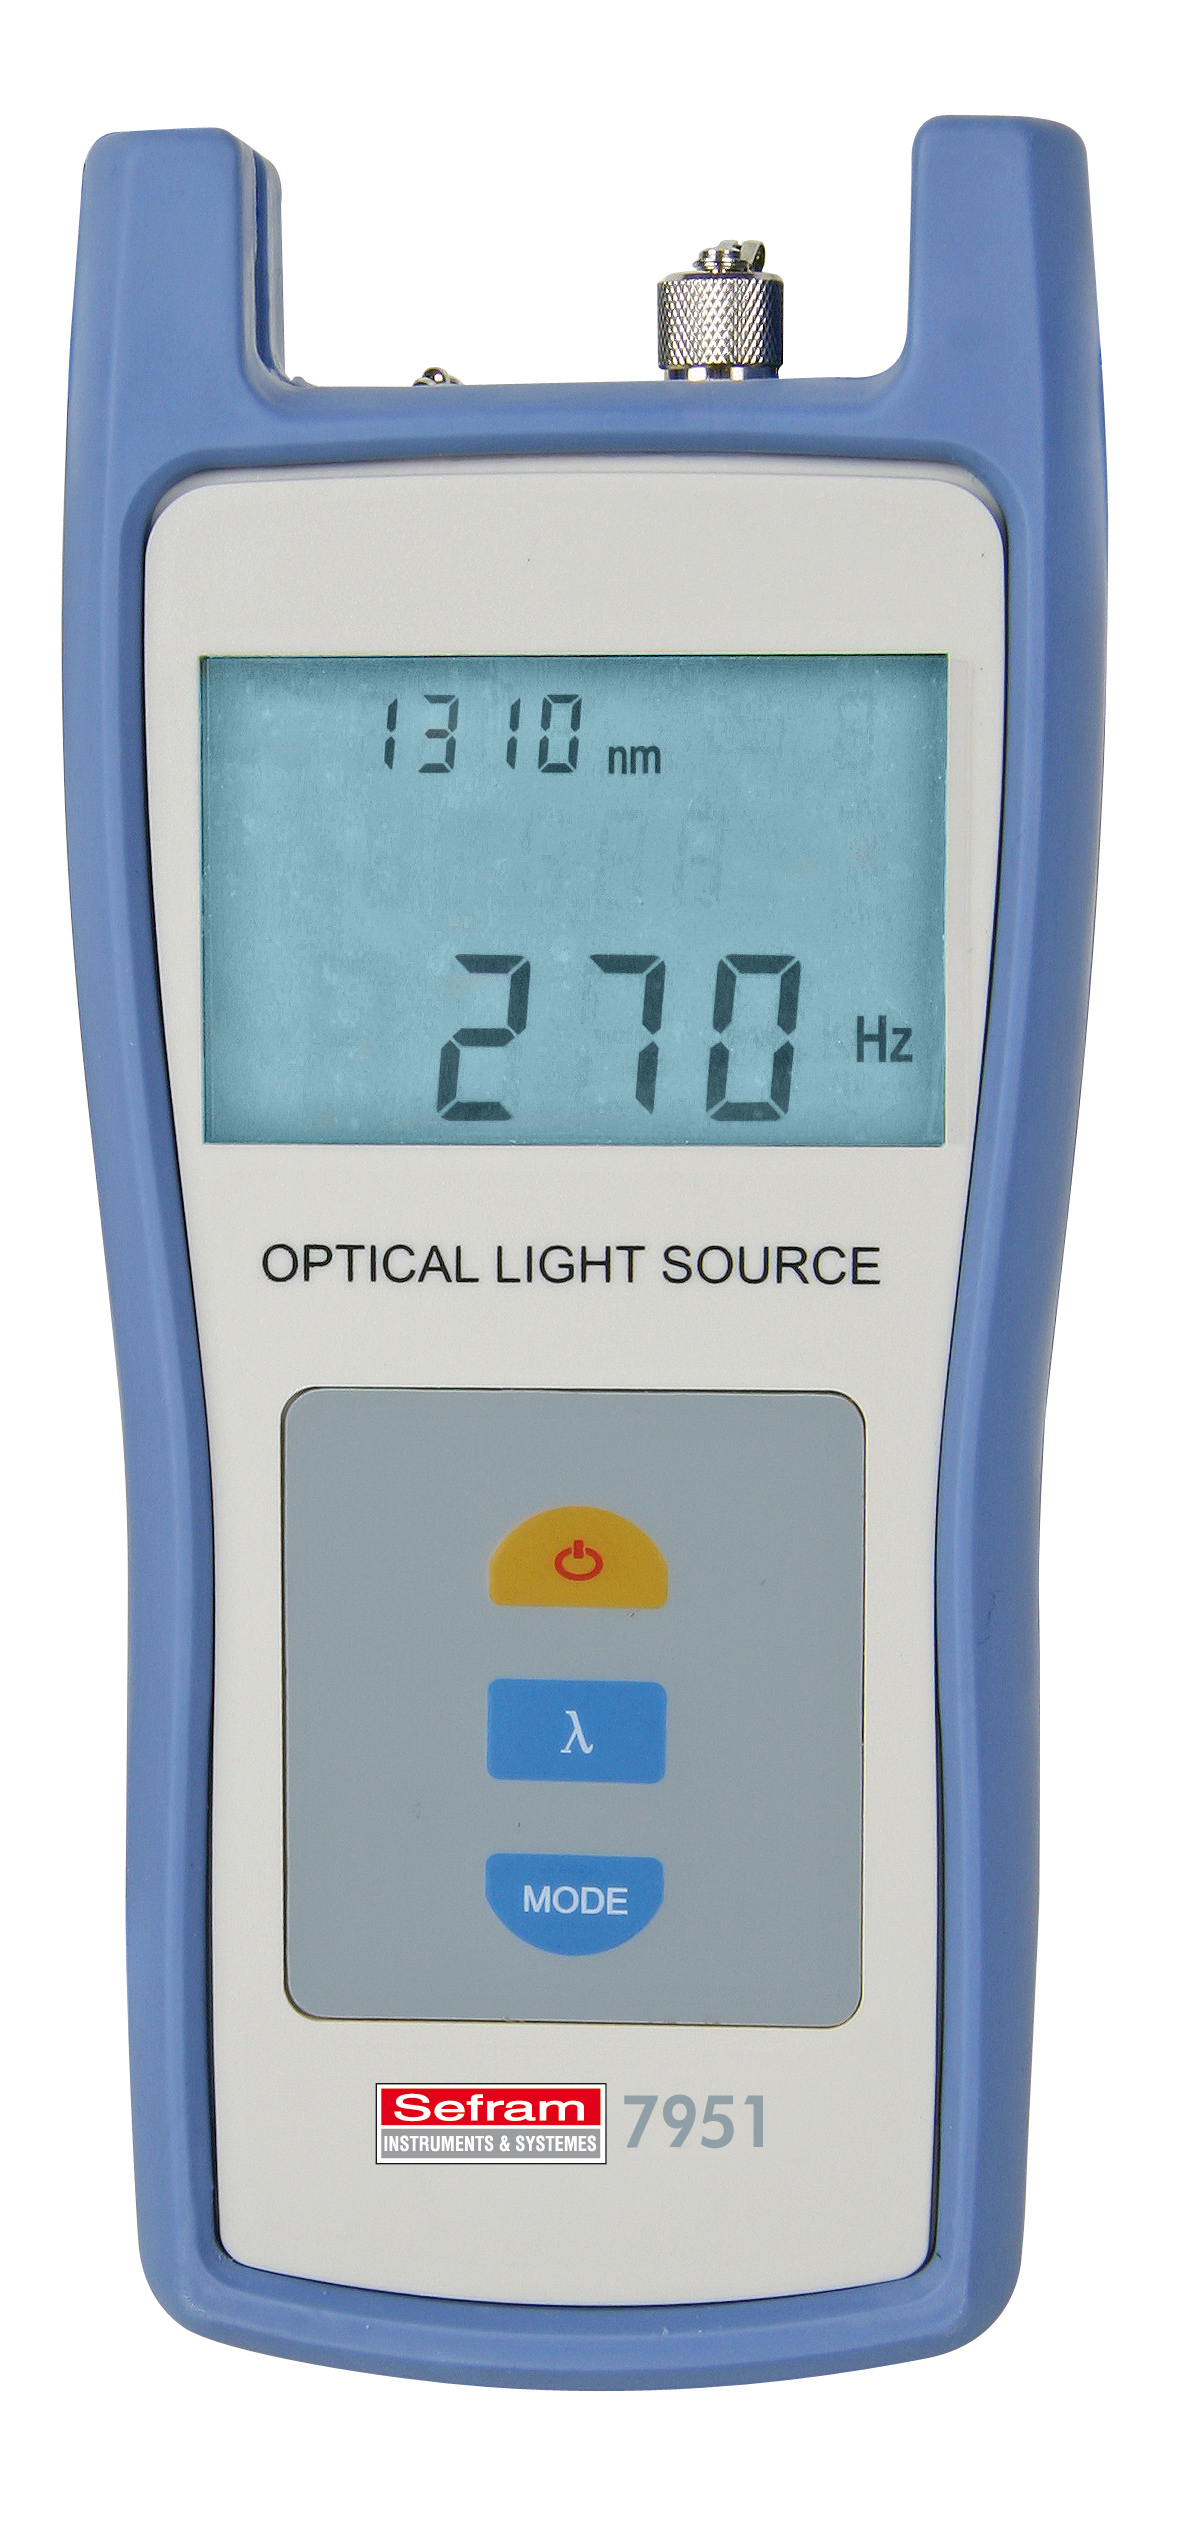 1310 nm
270 Hz
OPTICAL LIGHT SOURCE
λ
MODE
Sefram 7951
INSTRUMENTS & SYSTEMES